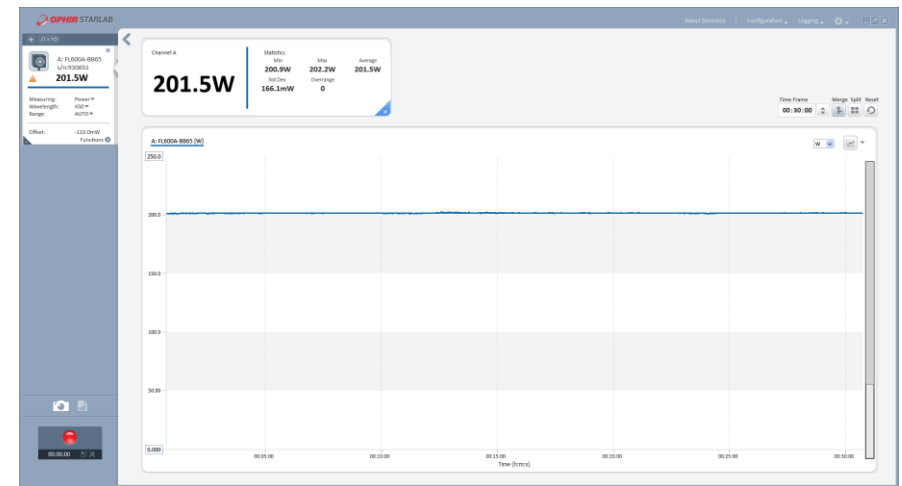 OPHIR STARLAB
Select Device(s) | Configuration Logging
+ f(x)=0
A: FL600A-BB65
s/n:930651
201.5W
Measuring: Power
Wavelength: 450
Range: AUTO
Offset: -210.0mW
Functions
00:00:00
Channel A
201.5W
Statistics
Min Max Average
200.9W 202.2W 201.5W
Std.Dev. Overrange
166.1mW 0
Time Frame Merge Split Reset
00:30:00
A: FL600A-BB65 [W]
W
250.0
200.0
150.0
100.0
50.00
0.000
00:05:00 00:10:00 00:15:00 00:20:00 00:25:00 00:30:00
Time (h:m:s)